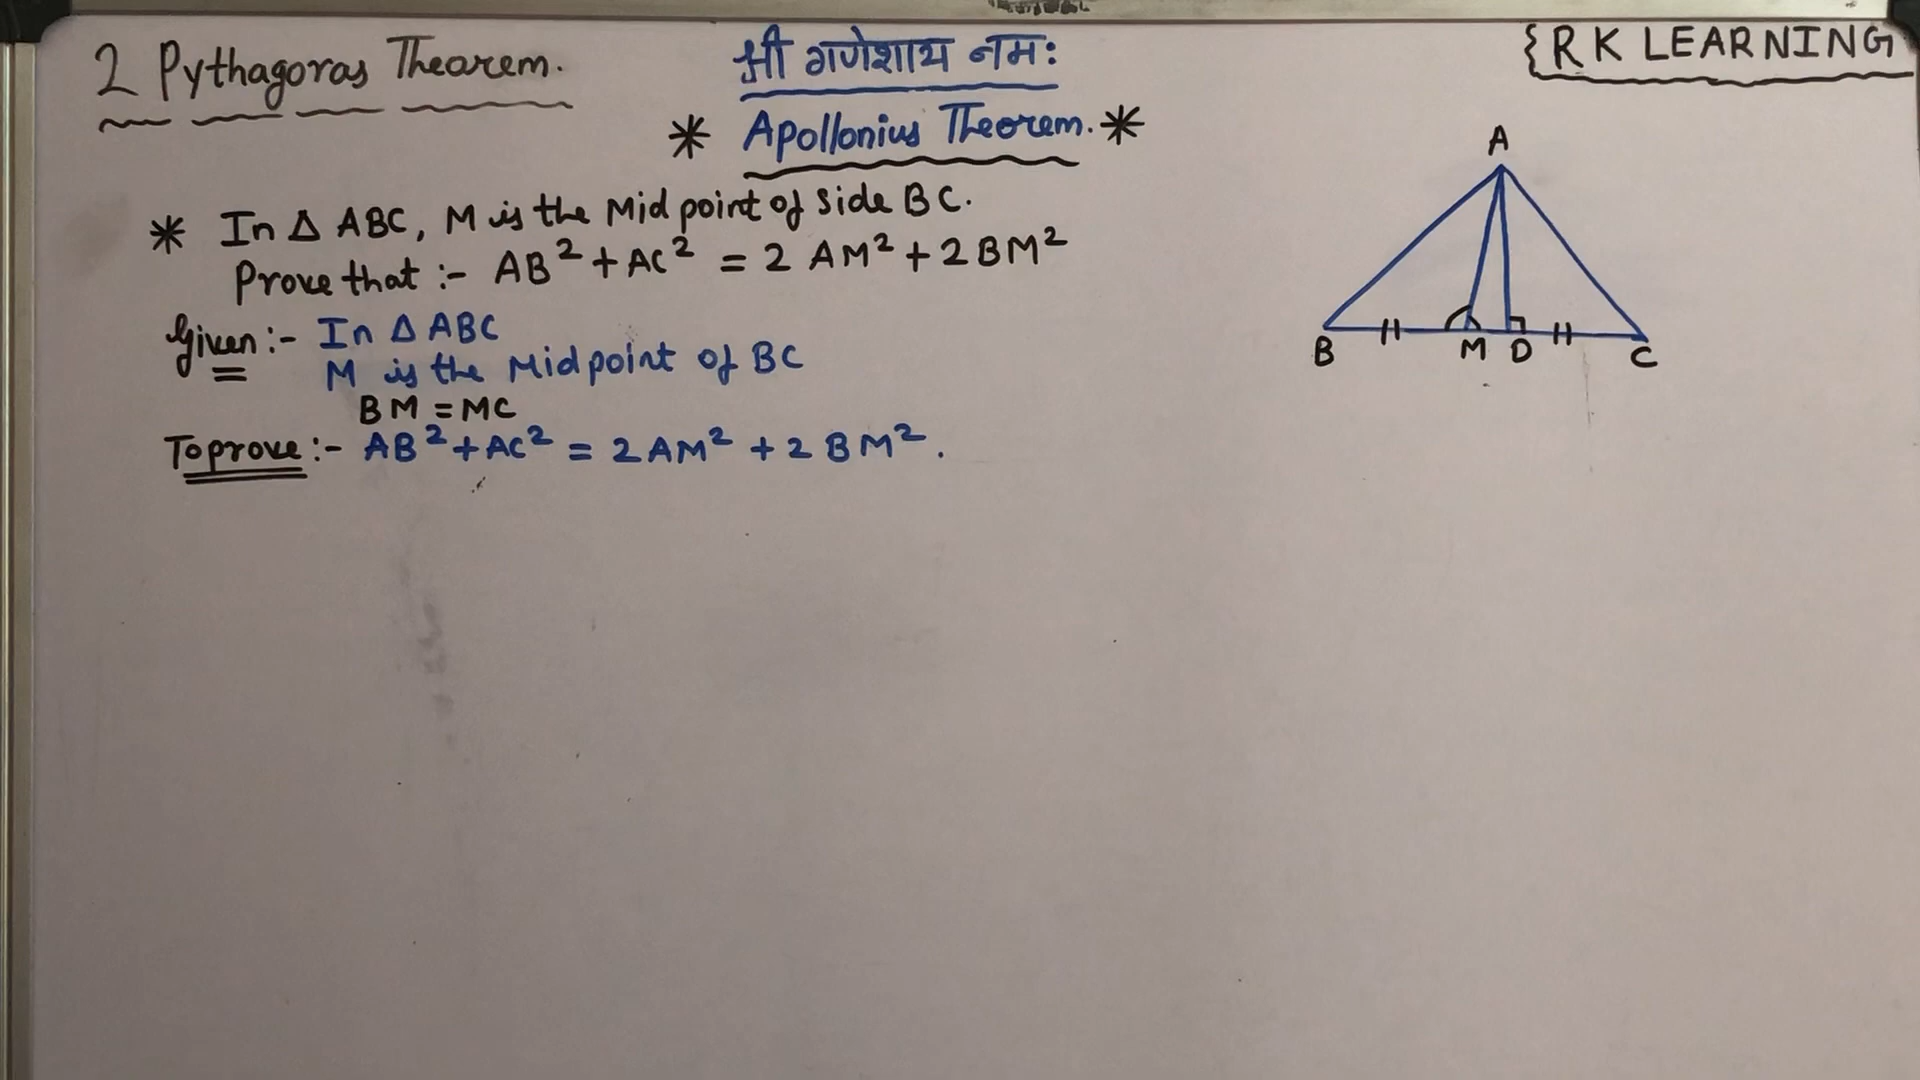 2 Pythagoras Theorem.
श्री गणेशाय नमः
{R K LEARNING
* Apollonius Theorem. *
* In △ ABC, M is the Mid point of Side BC.
Prove that :- AB² + AC² = 2 AM² + 2 BM²
Given :- In △ ABC
M is the Midpoint of BC
BM = MC
To prove :- AB² + AC² = 2 AM² + 2 BM².
A
B M D C